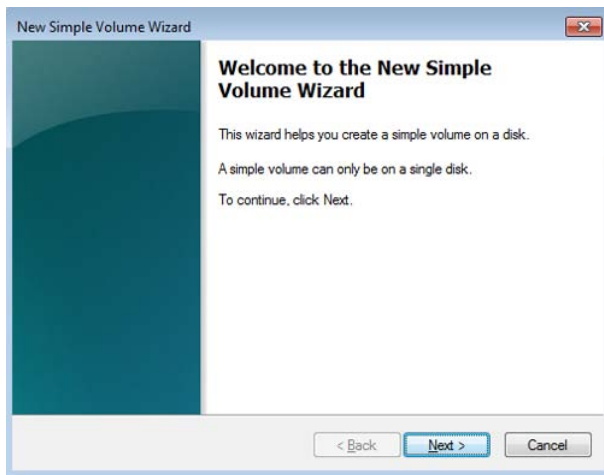 New Simple Volume Wizard
Welcome to the New Simple
Volume Wizard
This wizard helps you create a simple volume on a disk.
A simple volume can only be on a single disk.
To continue, click Next.
< Back
Next >
Cancel